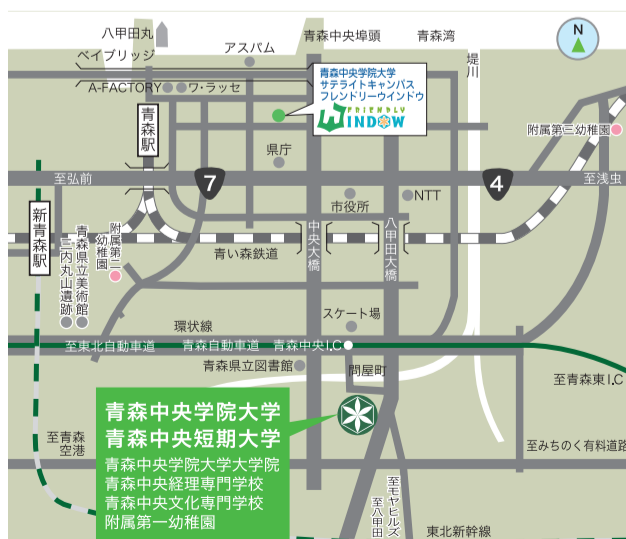 八甲田丸
ベイブリッジ
アスパム
青森中央埠頭
青森湾
N
堤川
A-FACTORY
ワ・ラッセ
青森中央学院大学
サテライトキャンパス
フレンドリーウインドウ
FRIENDLY
WINDOW
青森駅
附属第三幼稚園
県庁
至弘前
7
4
至浅虫
市役所
NTT
新青森駅
青森県立美術館
三内丸山遺跡
附属第二
幼稚園
中央大橋
八甲田大橋
青い森鉄道
スケート場
環状線
至東北自動車道
青森自動車道
青森中央I.C
青森県立図書館
問屋町
至青森東I.C
青森中央学院大学
青森中央短期大学
青森中央学院大学大学院
青森中央経理専門学校
青森中央文化専門学校
附属第一幼稚園
至青森
空港
至みちのく有料道路
至モヤヒルズ
至八甲田
東北新幹線